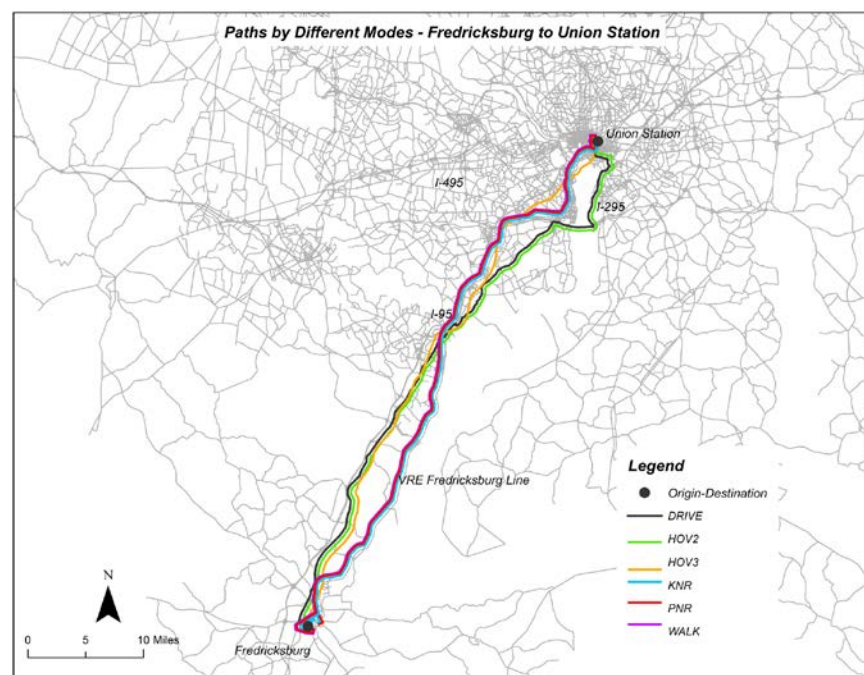 Paths by Different Modes - Fredricksburg to Union Station
Union Station
I-495
I-295
I-95
VRE Fredricksburg Line
Legend
Origin-Destination
DRIVE
HOV2
HOV3
KNR
PNR
WALK
N
0 5 10 Miles
Fredricksburg